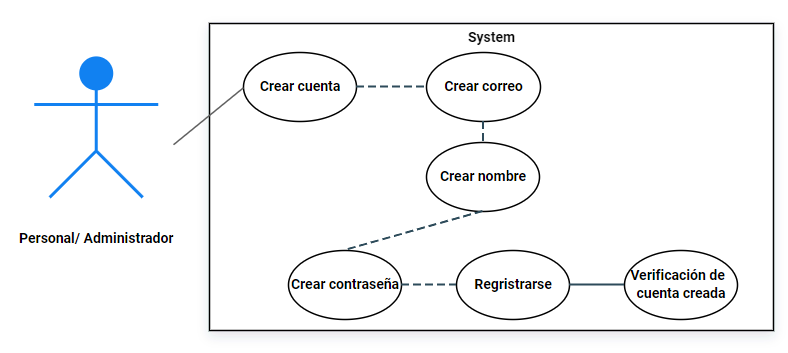 System
Crear cuenta
Crear correo
Crear nombre
Personal/ Administrador
Crear contraseña
Regristrarse
Verificación de
cuenta creada